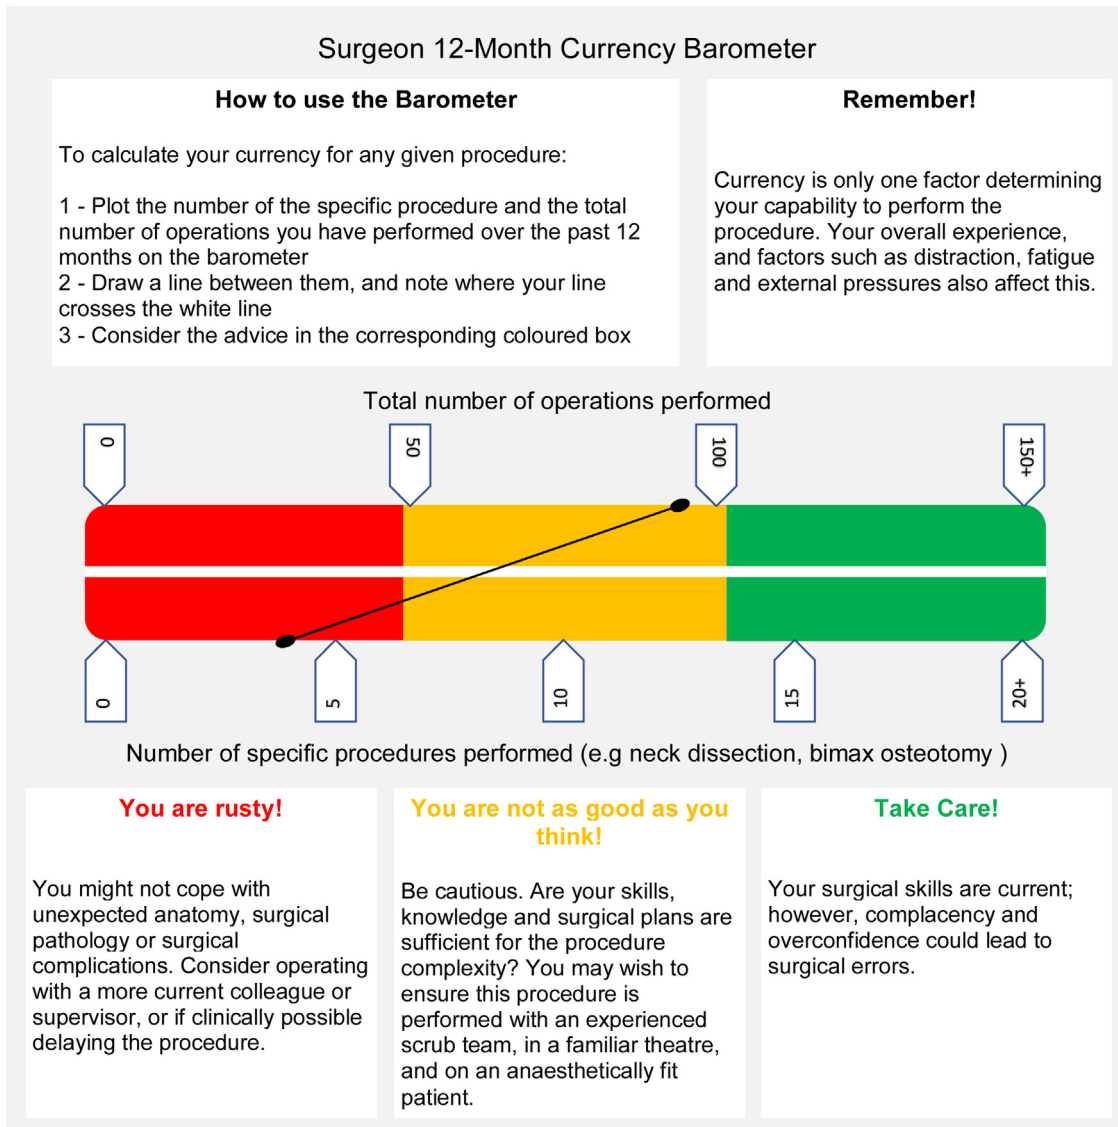 Surgeon 12-Month Currency Barometer
How to use the Barometer
To calculate your currency for any given procedure:
1 - Plot the number of the specific procedure and the total
number of operations you have performed over the past 12
months on the barometer
2 - Draw a line between them, and note where your line
crosses the white line
3 - Consider the advice in the corresponding coloured box
Remember!
Currency is only one factor determining
your capability to perform the
procedure. Your overall experience,
and factors such as distraction, fatigue
and external pressures also affect this.
Total number of operations performed
0
50
100
150+
0
5
10
15
20+
Number of specific procedures performed (e.g neck dissection, bimax osteotomy )
You are rusty!
You might not cope with
unexpected anatomy, surgical
pathology or surgical
complications. Consider operating
with a more current colleague or
supervisor, or if clinically possible
delaying the procedure.
You are not as good as you
think!
Be cautious. Are your skills,
knowledge and surgical plans are
sufficient for the procedure
complexity? You may wish to
ensure this procedure is
performed with an experienced
scrub team, in a familiar theatre,
and on an anaesthetically fit
patient.
Take Care!
Your surgical skills are current;
however, complacency and
overconfidence could lead to
surgical errors.